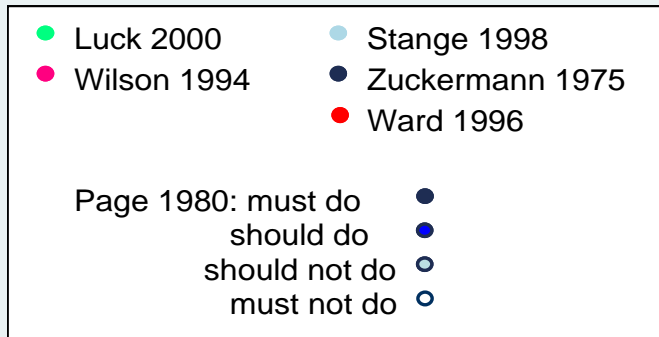 Luck 2000
Wilson 1994
Stange 1998
Zuckermann 1975
Ward 1996
Page 1980: must do
should do
should not do
must not do